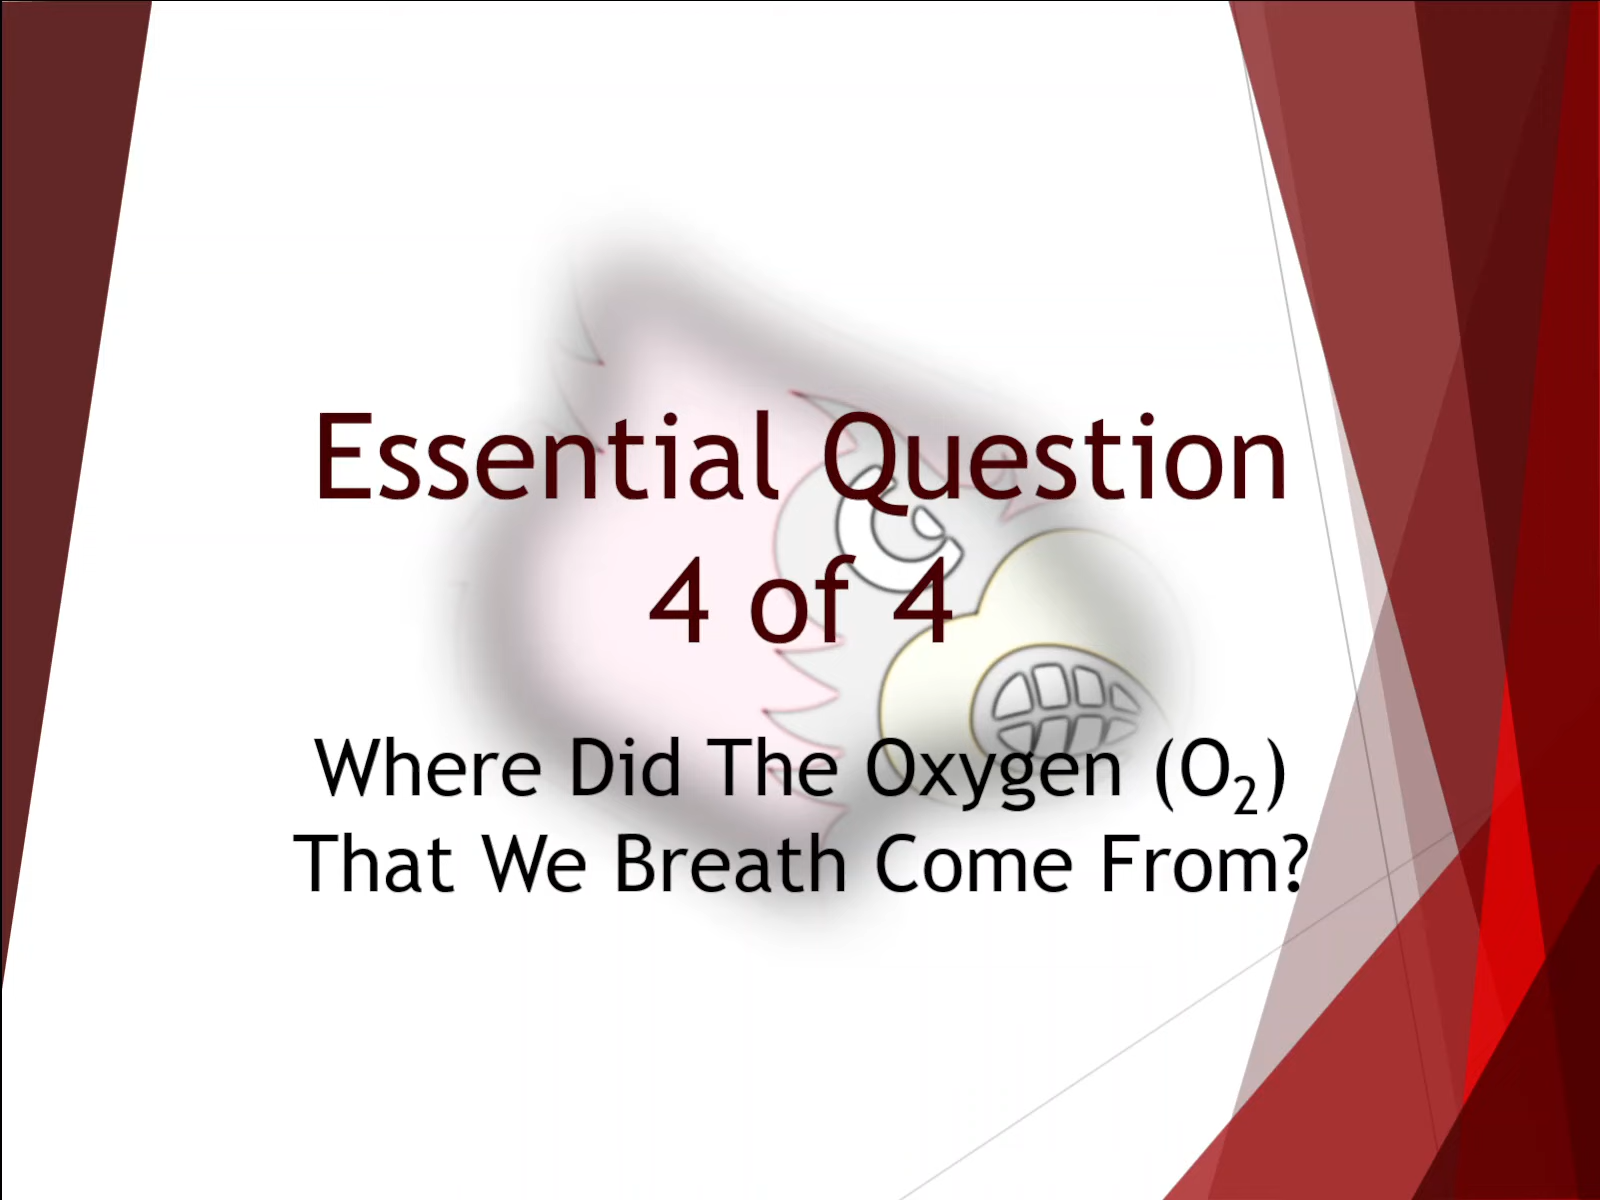 Essential Question
4 of 4
Where Did The Oxygen (O₂)
That We Breath Come From?